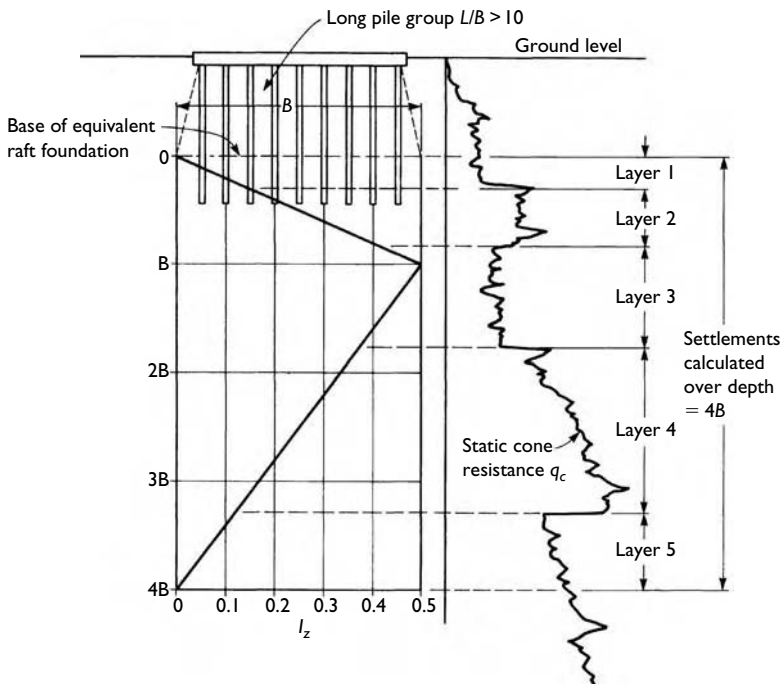 Long pile group L/B > 10
Ground level
B
Base of equivalent
raft foundation
0
Layer 1
Layer 2
B
Layer 3
Settlements
calculated
over depth
= 4B
2B
Layer 4
Static cone
resistance qc
3B
Layer 5
4B
0 0.1 0.2 0.3 0.4 0.5
Iz